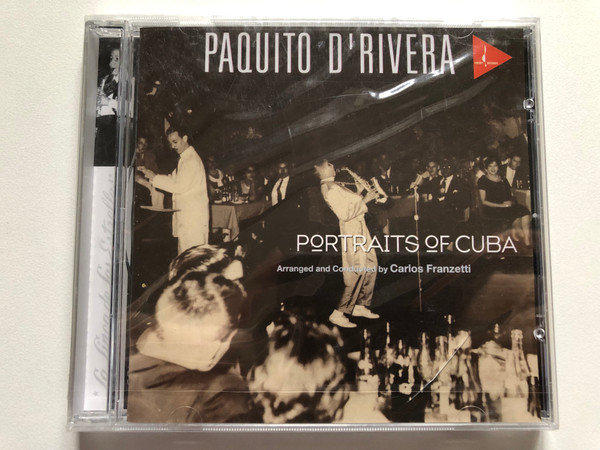 PAQUITO D'RIVERA
PORTRAITS OF CUBA
Arranged and Conducted by Carlos Franzetti